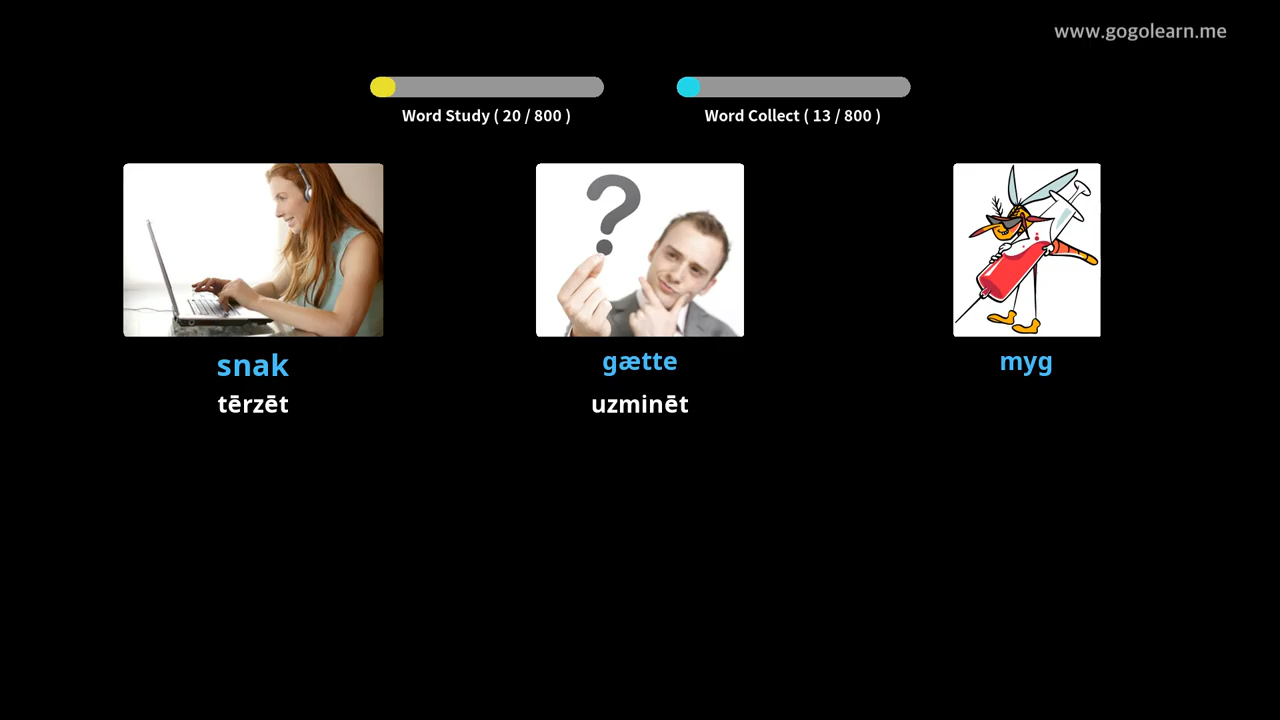 www.gogolearn.me
Word Study ( 20 / 800 )
Word Collect ( 13 / 800 )
snak
gætte
myg
tērzēt
uzminēt